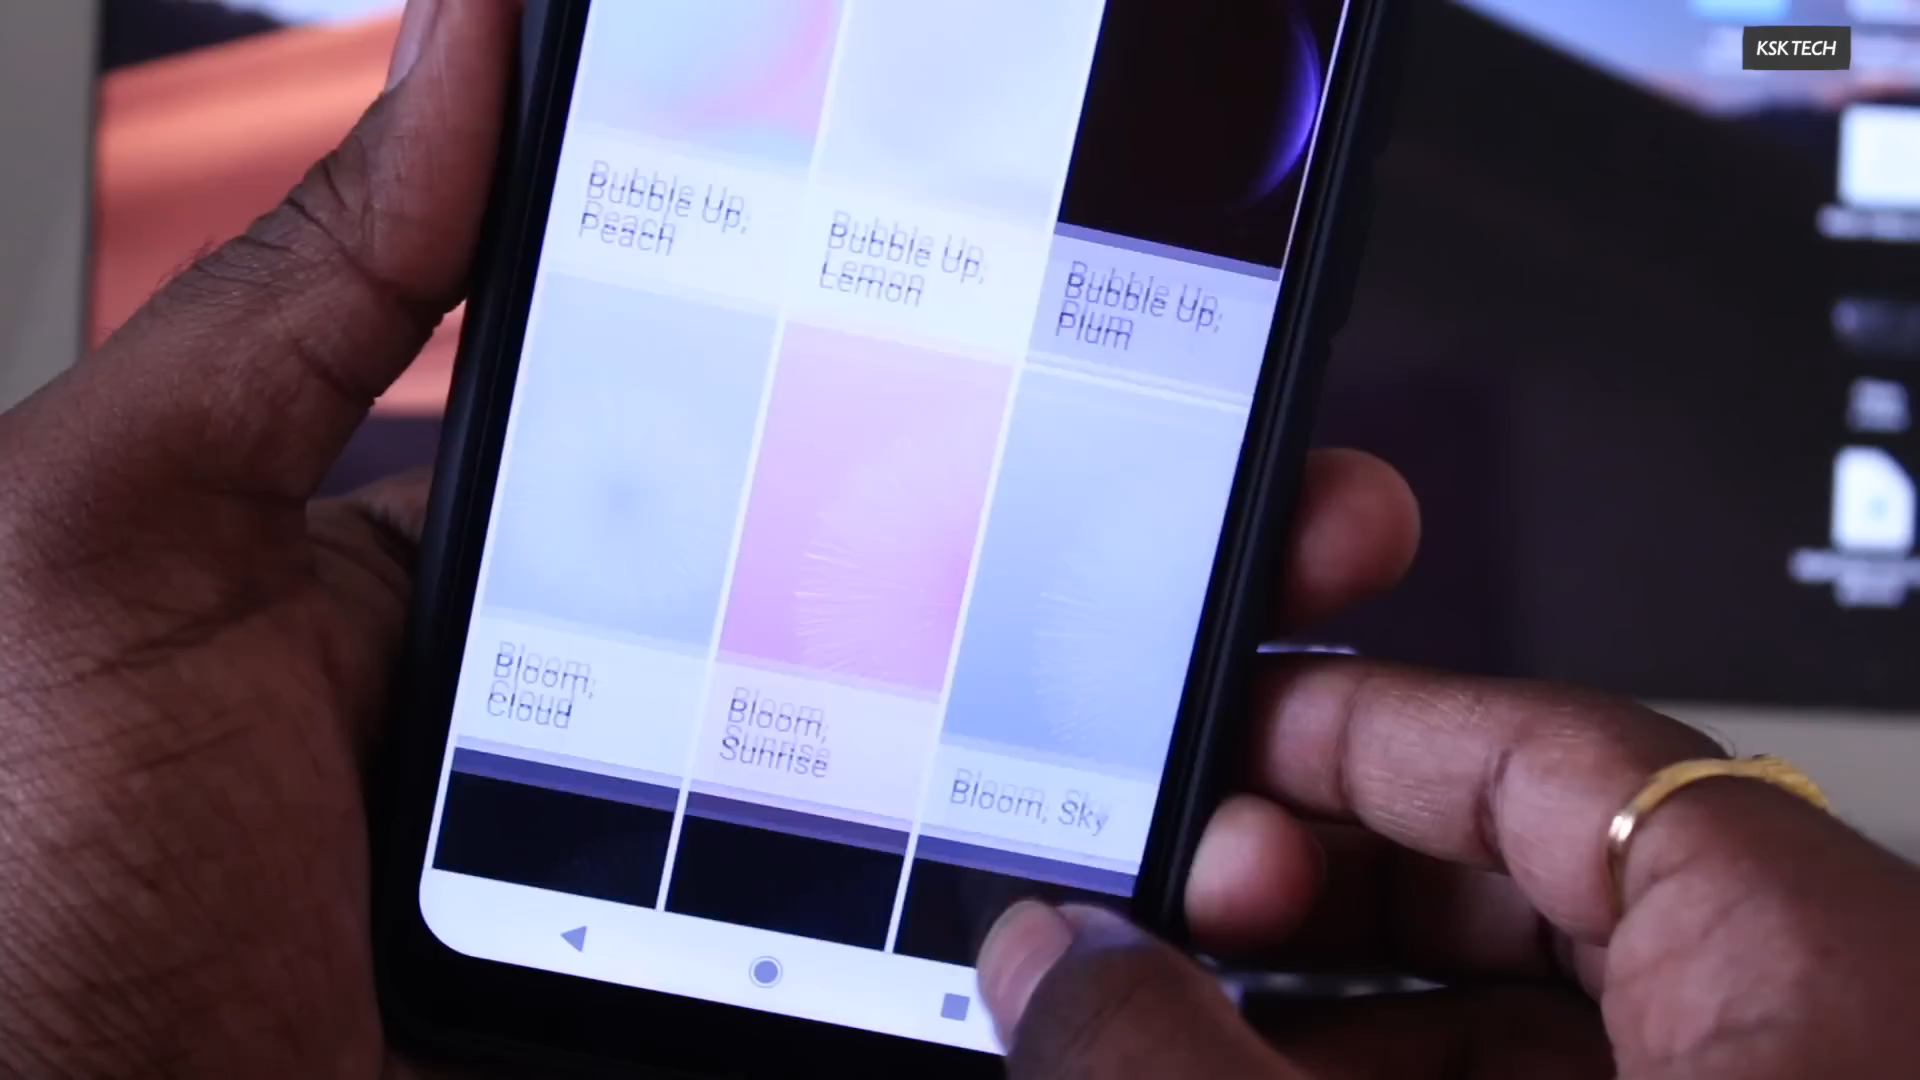 KSK TECH
Bubble Up,
Peach
Bubble Up,
Lemon
Bubble Up,
Plum
Bloom,
Cloud
Bloom,
Sunrise
Bloom, Sky